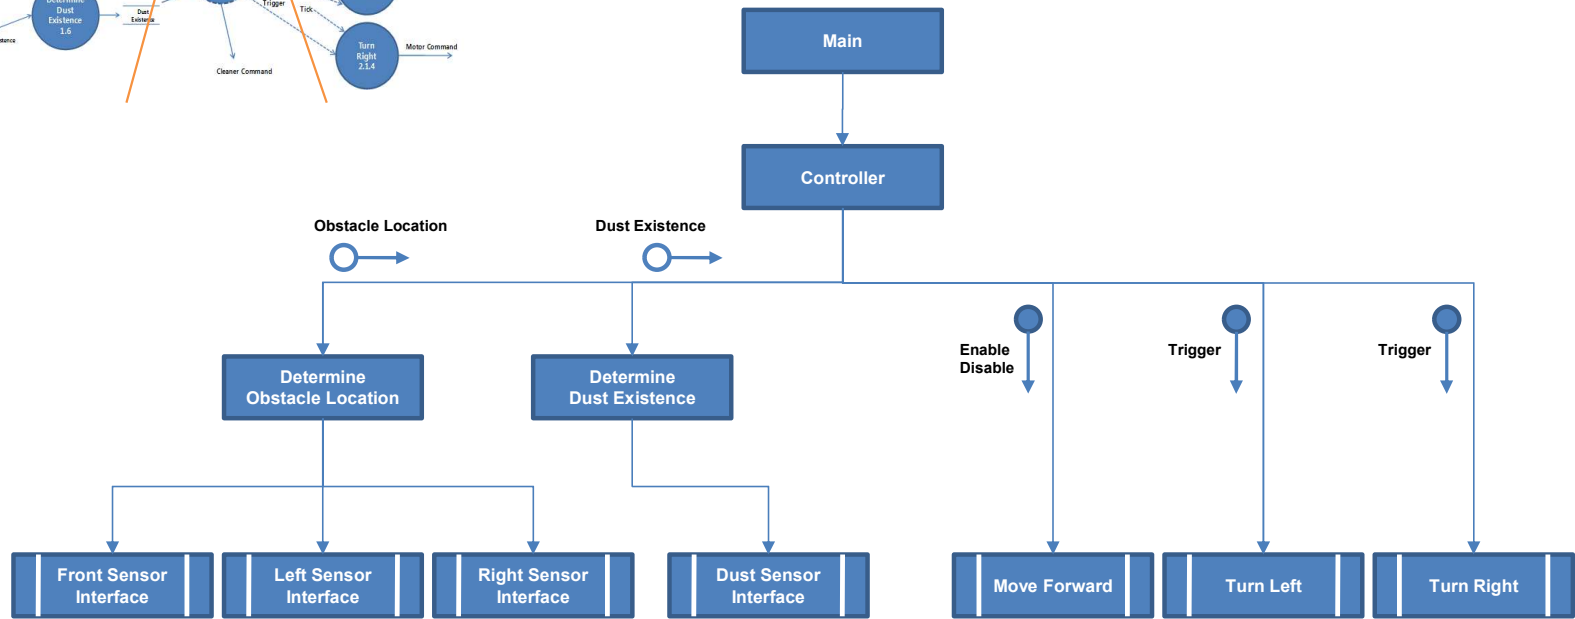 Determine
Dust
Existence
1.6
Dust
Existence
Trigger
Tick
Turn
Right
2.1.4
Motor Command
Cleaner Command
Main
Controller
Obstacle Location
Dust Existence
Enable
Disable
Trigger
Trigger
Determine
Obstacle Location
Determine
Dust Existence
Front Sensor
Interface
Left Sensor
Interface
Right Sensor
Interface
Dust Sensor
Interface
Move Forward
Turn Left
Turn Right